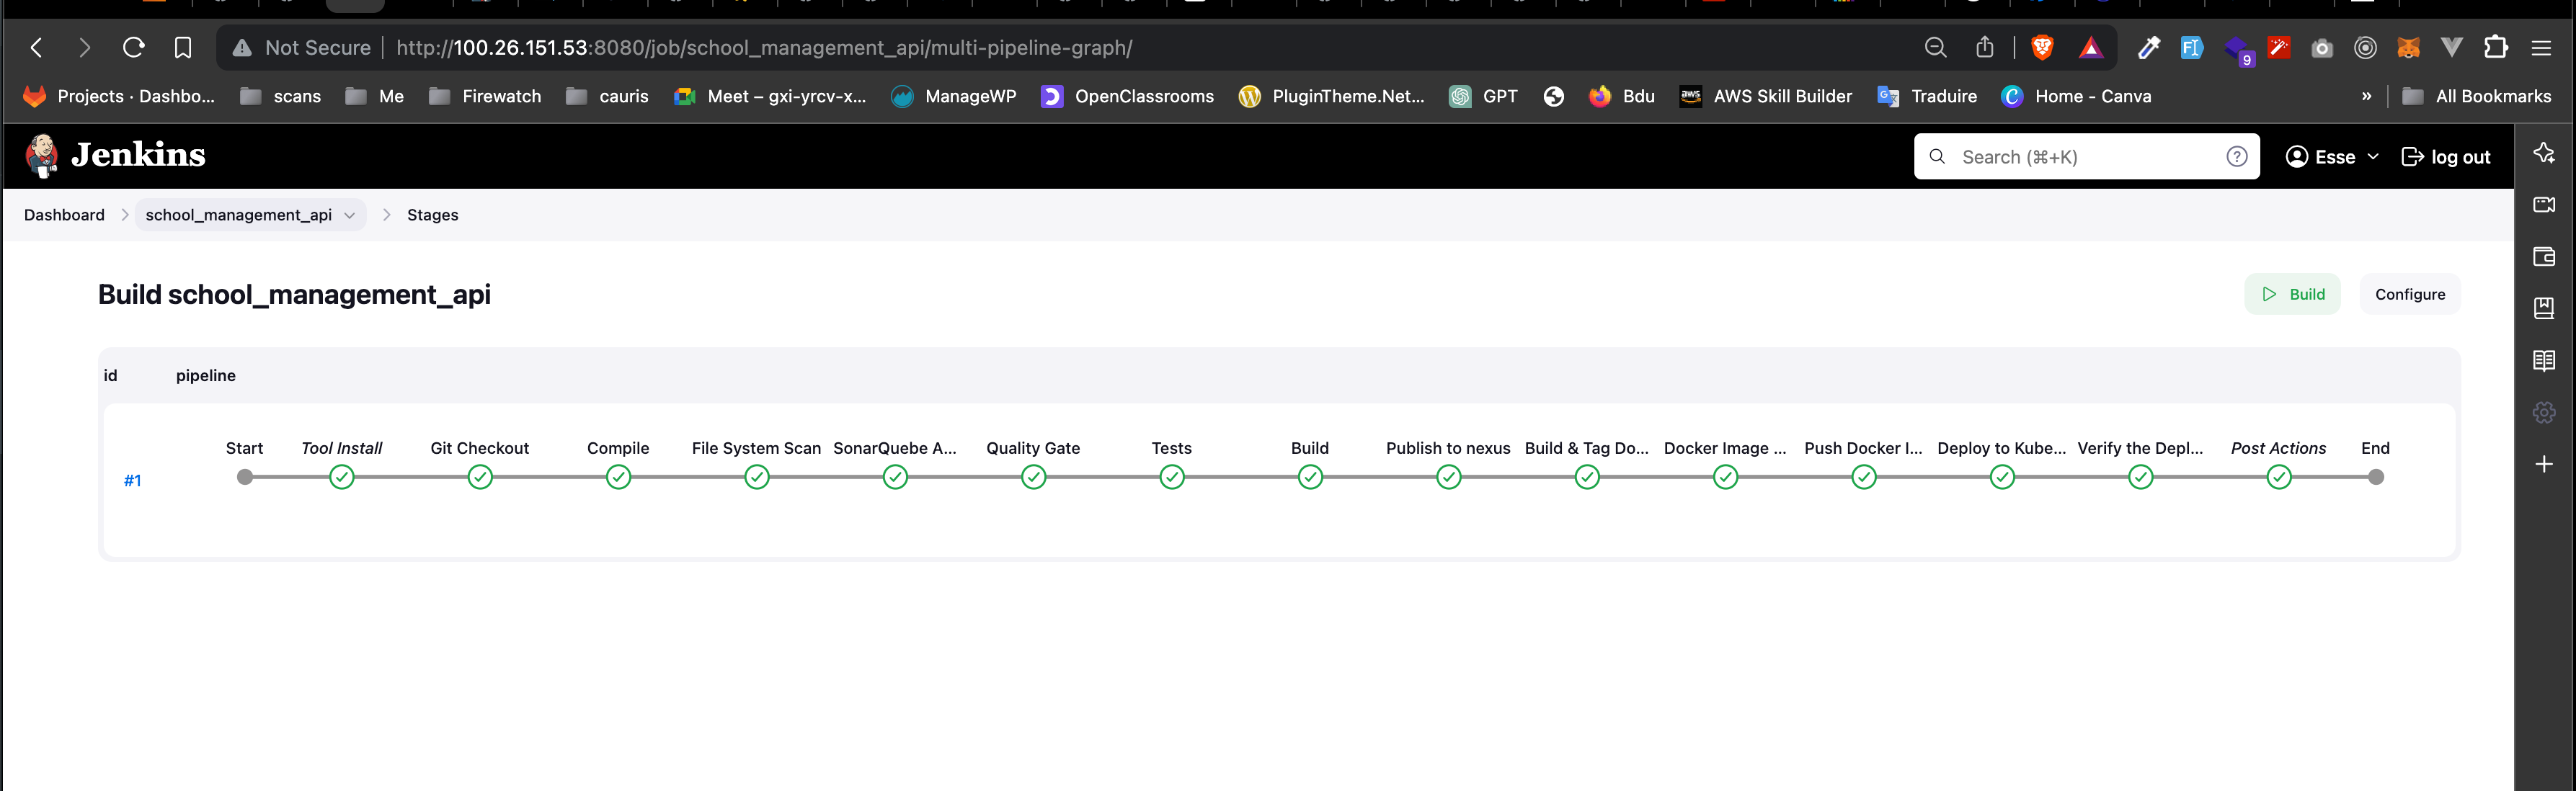 Not Secure | http://100.26.151.53:8080/job/school_management_api/multi-pipeline-graph/
9
Projects · Dashbo... scans Me Firewatch cauris Meet – gxi-yrcv-x... ManageWP OpenClassrooms PluginTheme.Net... GPT Bdu aws AWS Skill Builder Traduire Home - Canva » All Bookmarks
Jenkins Search (⌘+K) Esse log out
Dashboard school_management_api Stages
Build school_management_api Build Configure
id pipeline
Start Tool Install Git Checkout Compile File System Scan SonarQuebe A... Quality Gate Tests Build Publish to nexus Build & Tag Do... Docker Image ... Push Docker I... Deploy to Kube... Verify the Depl... Post Actions End
#1